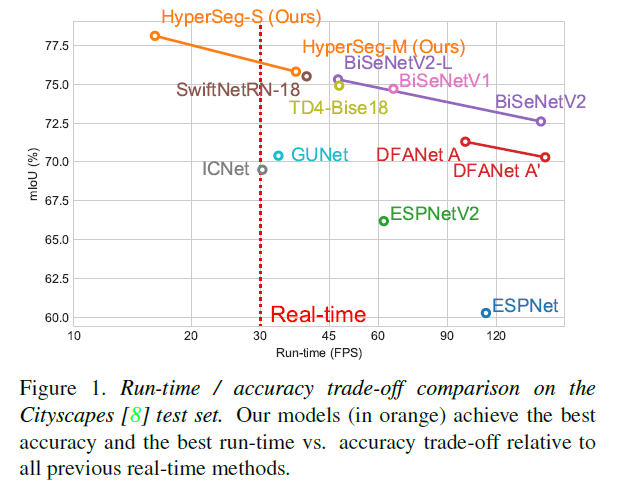 HyperSeg-S (Ours)
77.5
HyperSeg-M (Ours)
BiSeNetV2-L
75.0
SwiftNetRN-18
BiSeNetV1
TD4-Bise18
BiSeNetV2
72.5
mIoU (%)
70.0
ICNet
GUNet
DFANet A
DFANet A'
67.5
ESPNetV2
65.0
62.5
60.0
Real-time
ESPNet
10 20 30 45 60 90 120
Run-time (FPS)
Figure 1. Run-time / accuracy trade-off comparison on the
Cityscapes [8] test set. Our models (in orange) achieve the best
accuracy and the best run-time vs. accuracy trade-off relative to
all previous real-time methods.